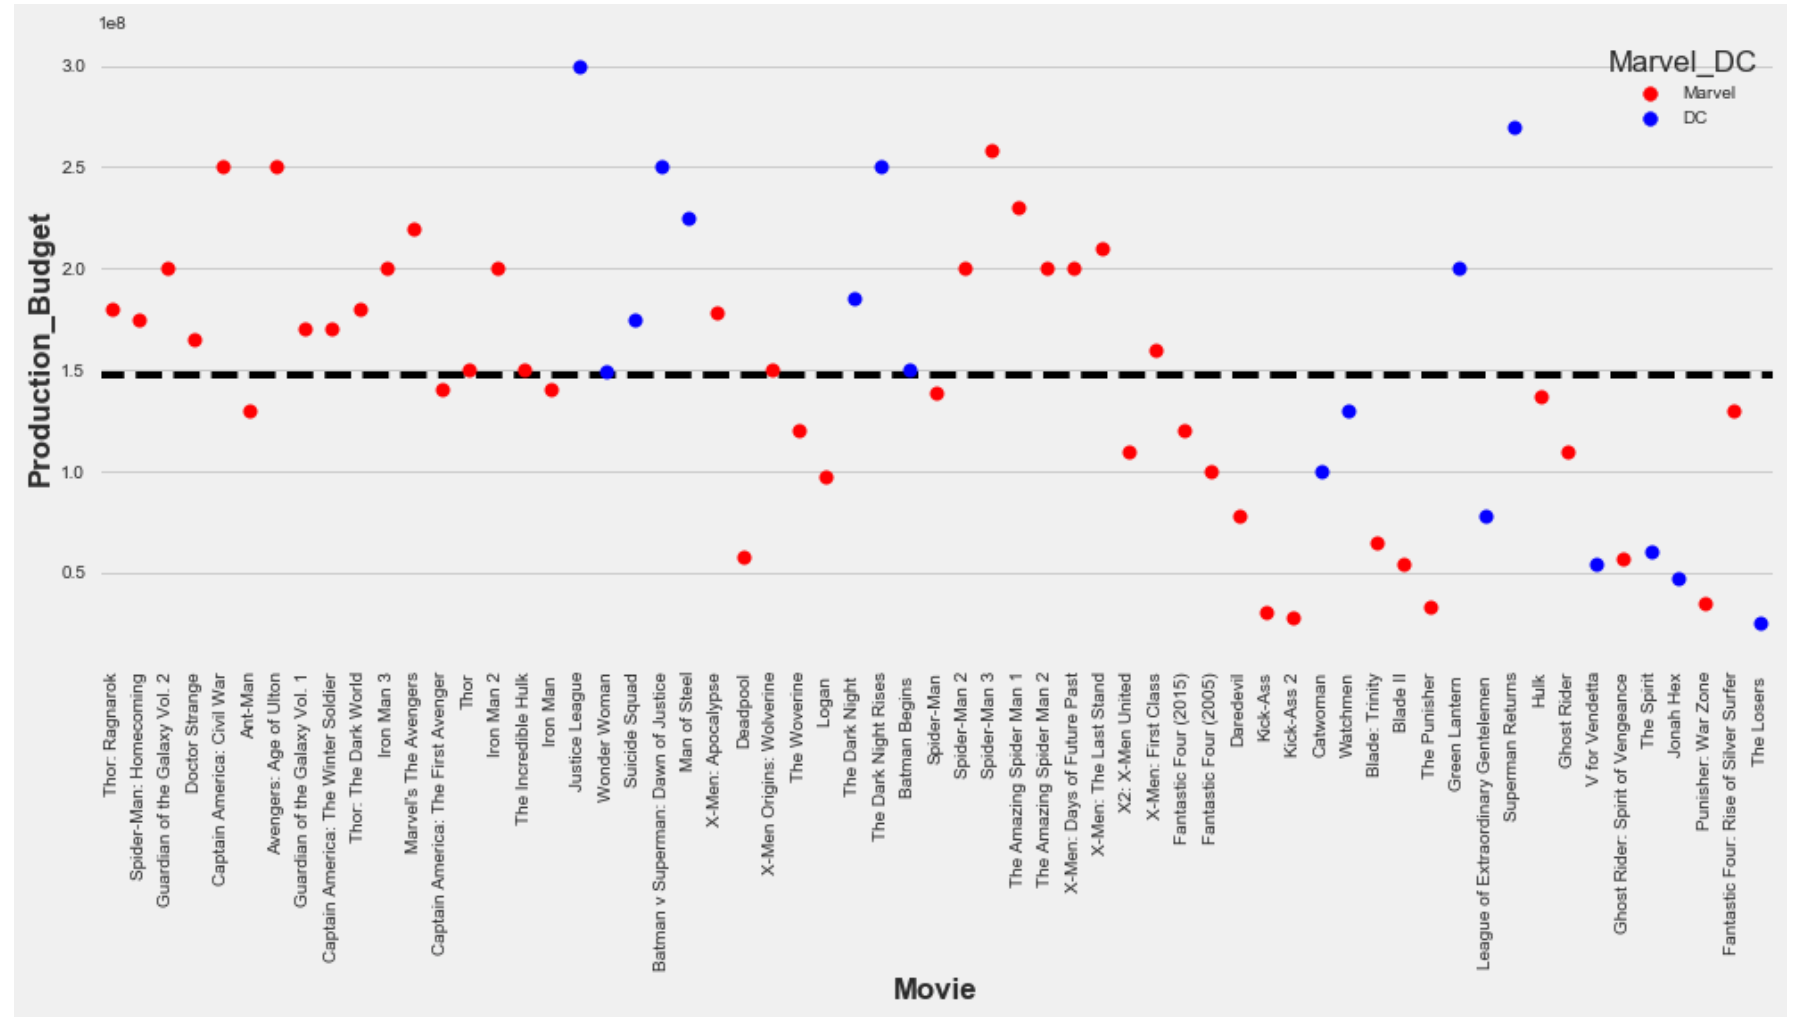 1e8
3.0
2.5
2.0
1.5
1.0
0.5
Production_Budget
Marvel_DC
Marvel
DC
Thor: Ragnarok
Spider-Man: Homecoming
Guardian of the Galaxy Vol. 2
Doctor Strange
Captain America: Civil War
Ant-Man
Avengers: Age of Ulton
Guardian of the Galaxy Vol. 1
Captain America: The Winter Soldier
Thor: The Dark World
Iron Man 3
Marvel's The Avengers
Captain America: The First Avenger
Thor
Iron Man 2
The Incredible Hulk
Iron Man
Justice League
Wonder Woman
Suicide Squad
Batman v Superman: Dawn of Justice
Man of Steel
X-Men: Apocalypse
Deadpool
X-Men Origins: Wolverine
The Woverine
Logan
The Dark Night
The Dark Night Rises
Batman Begins
Spider-Man
Spider-Man 2
Spider-Man 3
The Amazing Spider Man 1
The Amazing Spider Man 2
X-Men: Days of Future Past
X-Men: The Last Stand
X2: X-Men United
X-Men: First Class
Fantastic Four (2015)
Fantastic Four (2005)
Daredevil
Kick-Ass
Kick-Ass 2
Catwoman
Watchmen
Blade: Trinity
Blade II
The Punisher
Green Lantern
League of Extraordinary Gentelemen
Superman Returns
Hulk
Ghost Rider
V for Vendetta
Ghost Rider: Spirit of Vengeance
The Spirit
Jonah Hex
Punisher: War Zone
Fantastic Four: Rise of Silver Surfer
The Losers
Movie